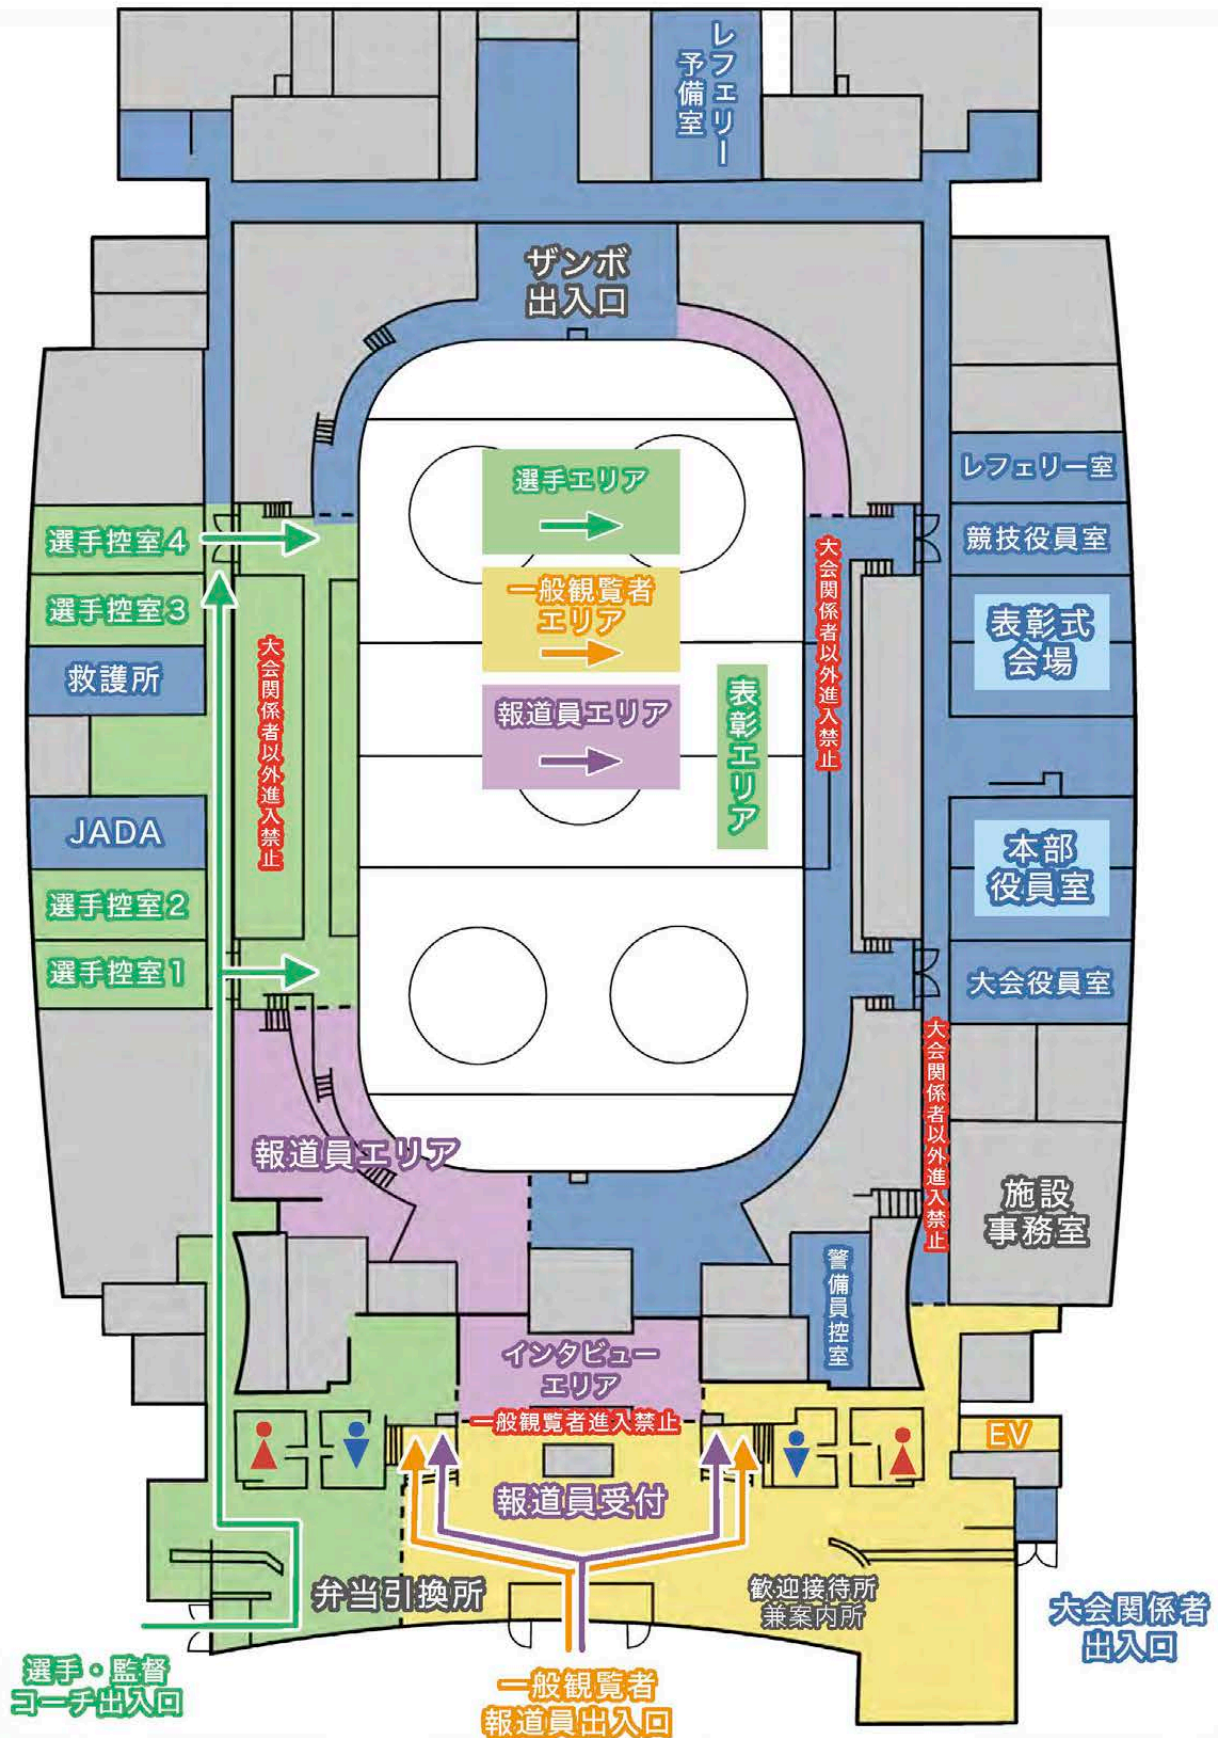 レフェリー
予備室
ザンボ
出入口
レフェリー室
選手エリア
選手控室4
競技役員室
大会関係者以外進入禁止
一般観覧者
エリア
選手控室3
表彰式
会場
大会関係者以外進入禁止
救護所
報道員エリア
表彰エリア
JADA
本部
役員室
選手控室2
選手控室1
大会役員室
大会関係者以外進入禁止
報道員エリア
施設
事務室
警備員控室
インタビュー
エリア
一般観覧者進入禁止
EV
報道員受付
弁当引換所
歓迎接待所
兼案内所
大会関係者
出入口
選手・監督
コーチ出入口
一般観覧者
報道員出入口